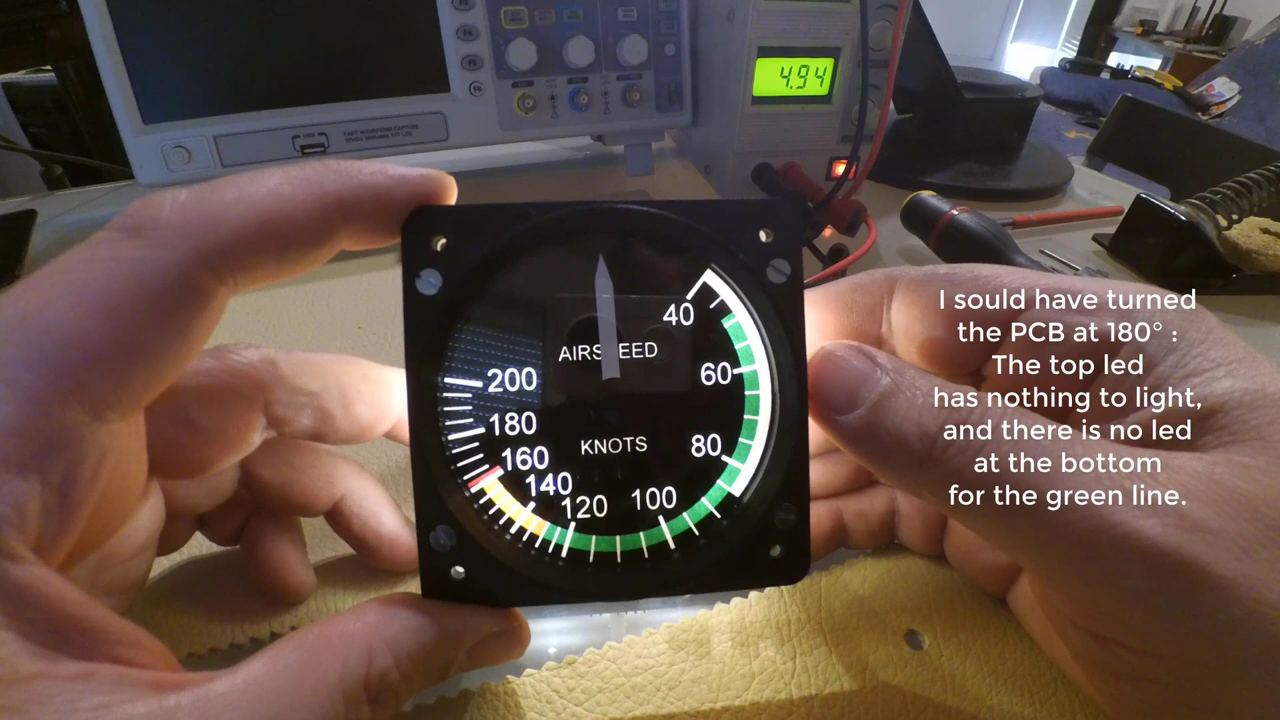 4.94
I sould have turned
the PCB at 180° :
The top led
has nothing to light,
and there is no led
at the bottom
for the green line.
40
AIRSPEED
60
200
180
KNOTS
80
160
140
120
100